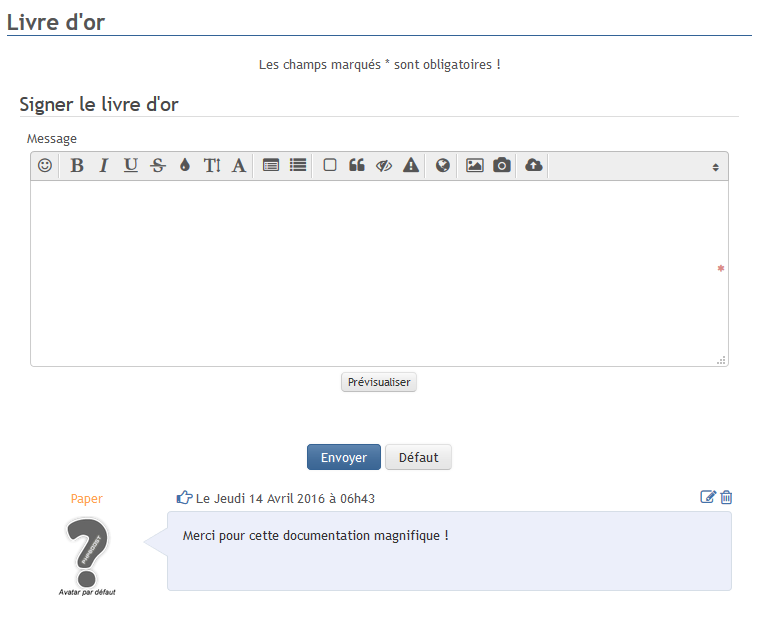 Livre d'or
Les champs marqués * sont obligatoires !
Signer le livre d'or
Message
B I U S T A
*
Prévisualiser
Envoyer Défaut
Paper
Le Jeudi 14 Avril 2016 à 06h43
Merci pour cette documentation magnifique !
PHPBOOST
Avatar par défaut